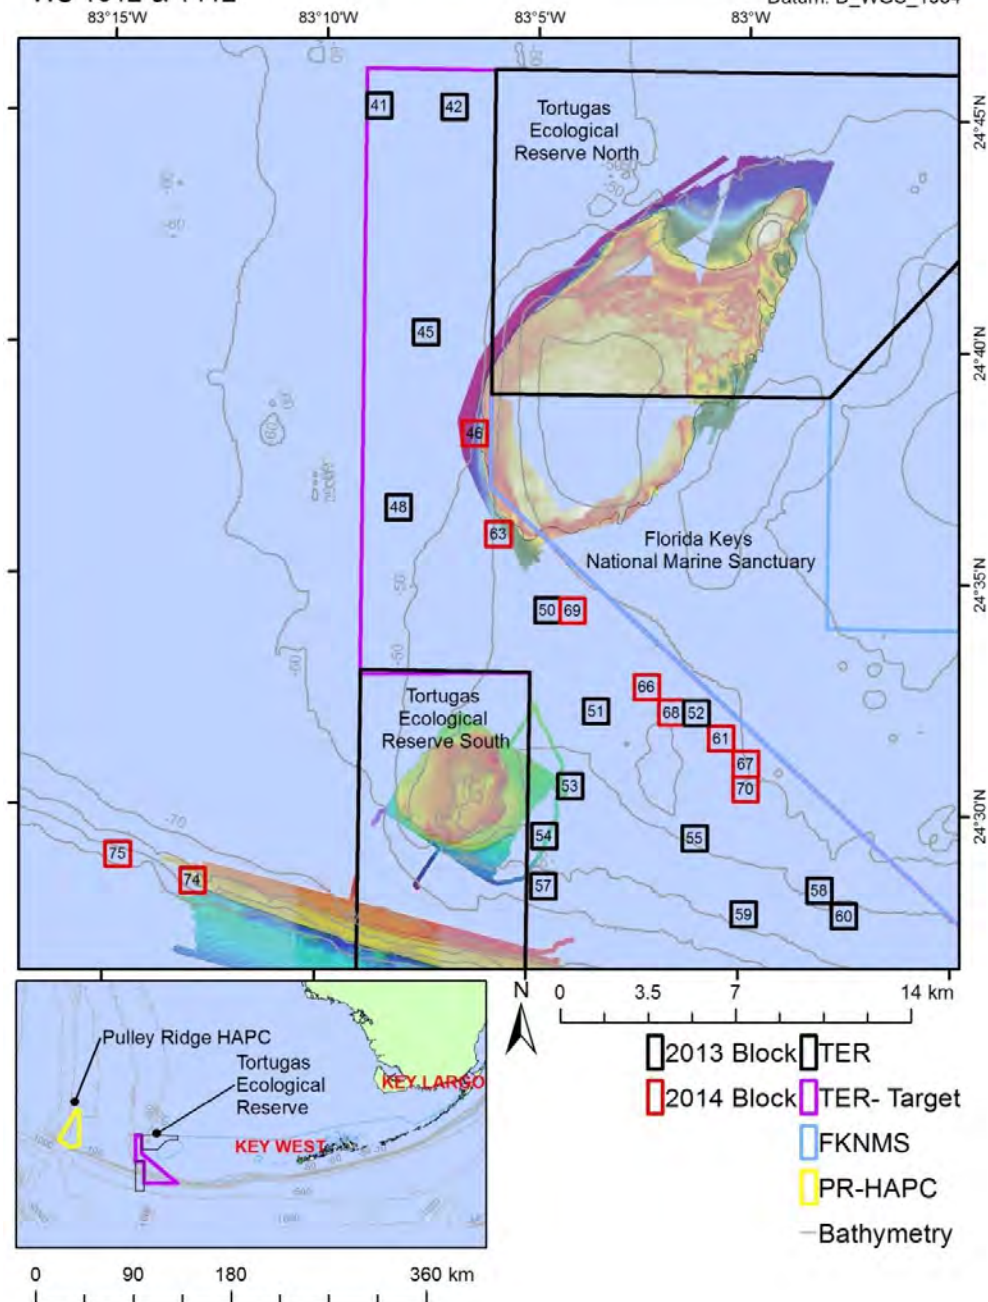 83°15'W 83°10'W 83°5'W 83°W
24°45'N
24°40'N
24°35'N
24°30'N
41
42
Tortugas
Ecological
Reserve North
-50
45
46
48
63
Florida Keys
National Marine Sanctuary
-50
-60
50
69
66
51
68
52
61
67
70
Tortugas
Ecological
Reserve South
53
54
55
57
58
59
60
-70
75
74
N
0 3.5 7 14 km
2013 Block
TER
2014 Block
TER- Target
FKNMS
PR-HAPC
Bathymetry
Pulley Ridge HAPC
Tortugas
Ecological
Reserve
KEY LARGO
KEY WEST
0 90 180 360 km